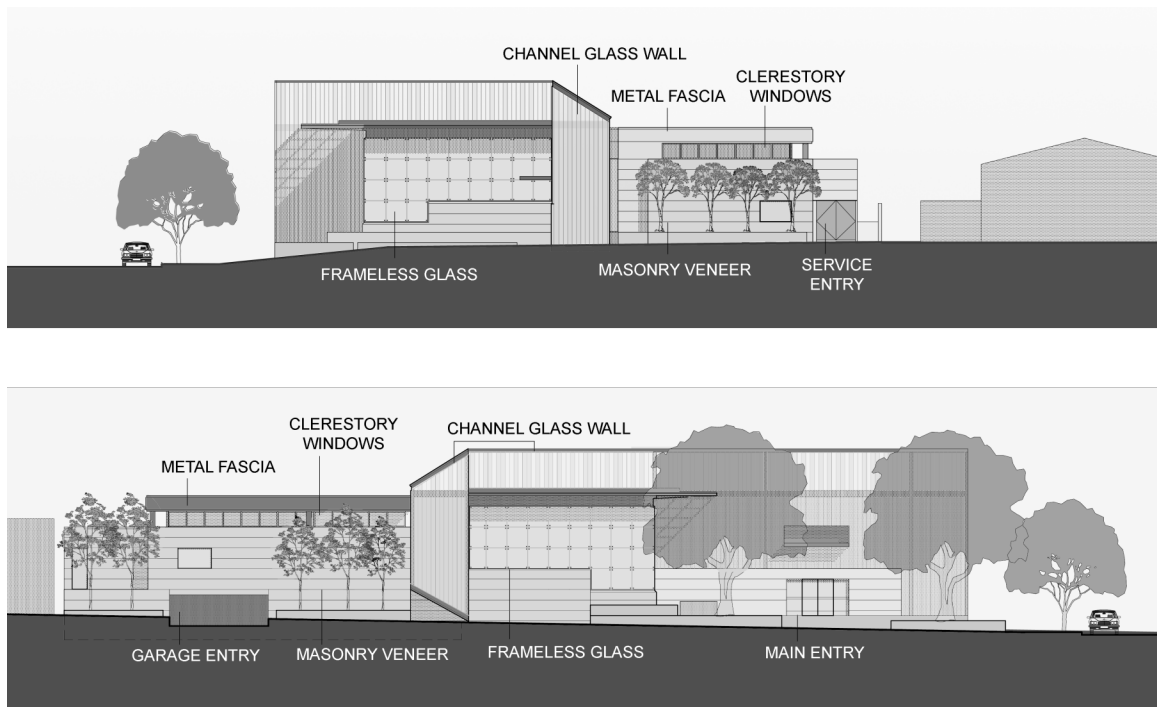 CHANNEL GLASS WALL
METAL FASCIA
CLERESTORY
WINDOWS
FRAMELESS GLASS
MASONRY VENEER
SERVICE
ENTRY
CLERESTORY
WINDOWS
CHANNEL GLASS WALL
METAL FASCIA
GARAGE ENTRY
MASONRY VENEER
FRAMELESS GLASS
MAIN ENTRY